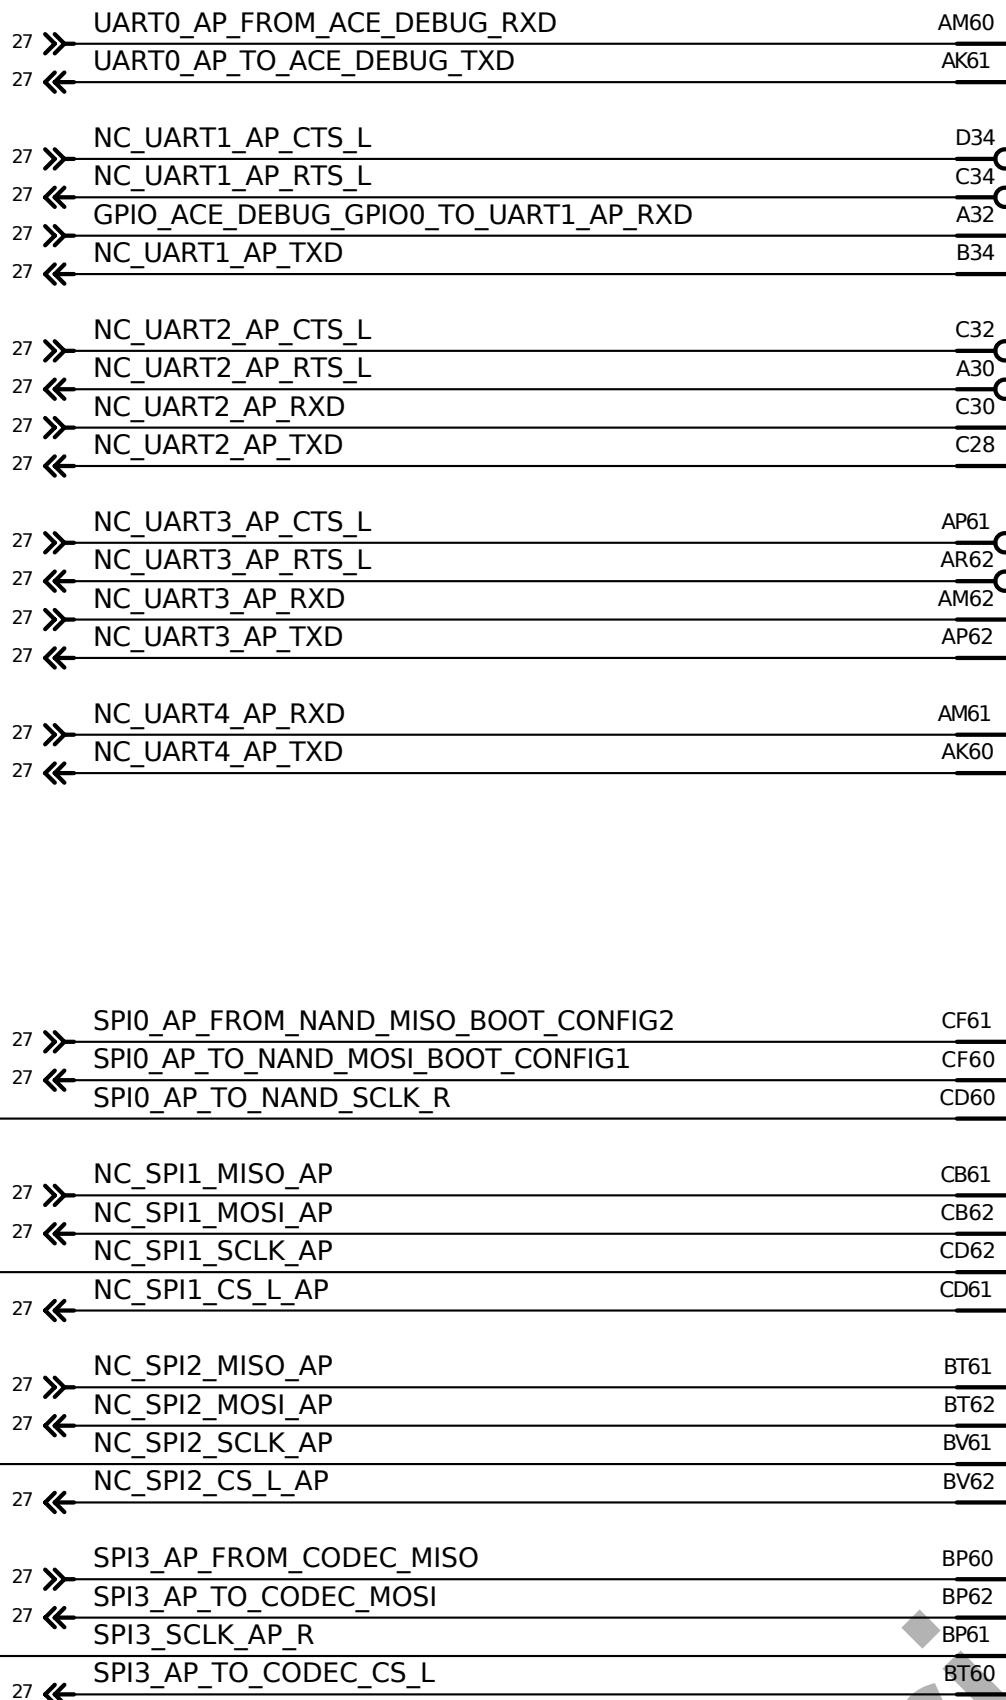 UART0_AP_FROM_ACE_DEBUG_RXD AM60
27
UART0_AP_TO_ACE_DEBUG_TXD AK61
27
NC_UART1_AP_CTS_L D34
27
NC_UART1_AP_RTS_L C34
27
GPIO_ACE_DEBUG_GPIO0_TO_UART1_AP_RXD A32
27
NC_UART1_AP_TXD B34
27
NC_UART2_AP_CTS_L C32
27
NC_UART2_AP_RTS_L A30
27
NC_UART2_AP_RXD C30
27
NC_UART2_AP_TXD C28
27
NC_UART3_AP_CTS_L AP61
27
NC_UART3_AP_RTS_L AR62
27
NC_UART3_AP_RXD AM62
27
NC_UART3_AP_TXD AP62
27
NC_UART4_AP_RXD AM61
27
NC_UART4_AP_TXD AK60
27
SPI0_AP_FROM_NAND_MISO_BOOT_CONFIG2 CF61
27
SPI0_AP_TO_NAND_MOSI_BOOT_CONFIG1 CF60
27
SPI0_AP_TO_NAND_SCLK_R CD60
NC_SPI1_MISO_AP CB61
27
NC_SPI1_MOSI_AP CB62
27
NC_SPI1_SCLK_AP CD62
NC_SPI1_CS_L_AP CD61
27
NC_SPI2_MISO_AP BT61
27
NC_SPI2_MOSI_AP BT62
27
NC_SPI2_SCLK_AP BV61
NC_SPI2_CS_L_AP BV62
27
SPI3_AP_FROM_CODEC_MISO BP60
27
SPI3_AP_TO_CODEC_MOSI BP62
27
SPI3_SCLK_AP_R BP61
SPI3_AP_TO_CODEC_CS_L BT60
27